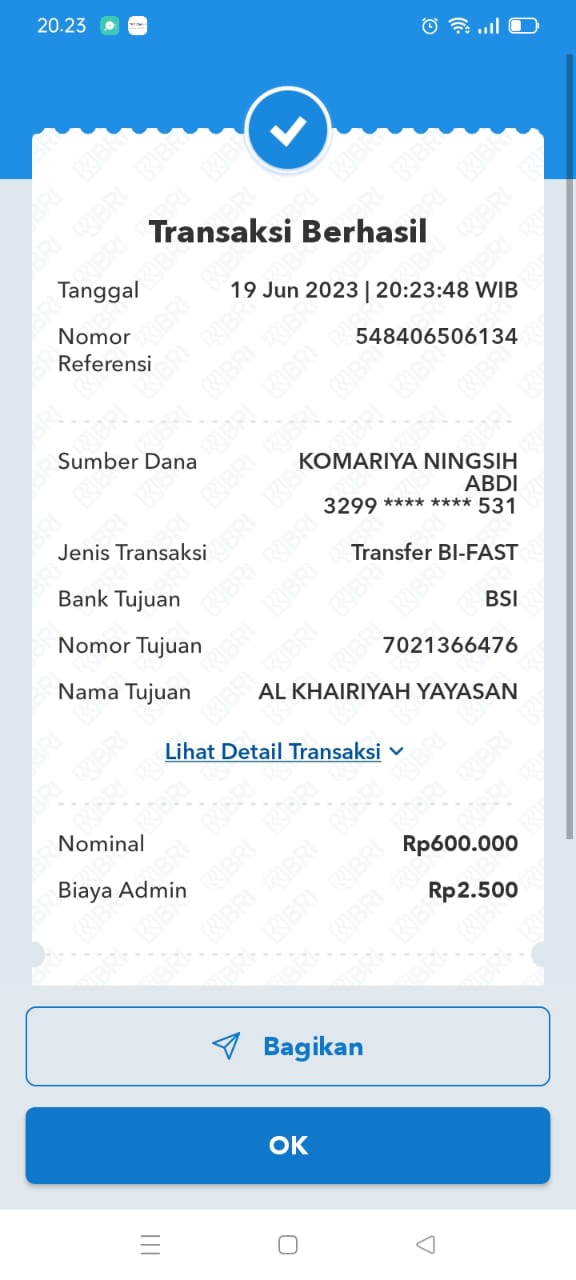 20.23
Transaksi Berhasil
Tanggal 19 Jun 2023 | 20:23:48 WIB
Nomor Referensi 548406506134
Sumber Dana KOMARIYA NINGSIH
ABDI
3299 **** **** 531
Jenis Transaksi Transfer BI-FAST
Bank Tujuan BSI
Nomor Tujuan 7021366476
Nama Tujuan AL KHAIRIYAH YAYASAN
Lihat Detail Transaksi
Nominal Rp600.000
Biaya Admin Rp2.500
Bagikan
OK